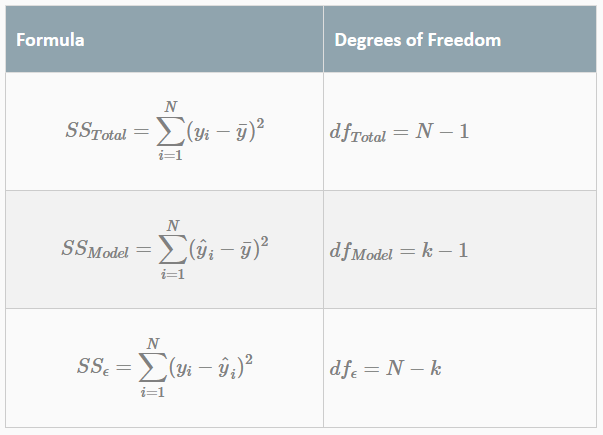 Formula Degrees of Freedom
$SS_{Total} = \sum_{i=1}^{N} (y_i - \bar{y})^2$ $df_{Total} = N - 1$
$SS_{Model} = \sum_{i=1}^{N} (\hat{y}_i - \bar{y})^2$ $df_{Model} = k - 1$
$SS_{\epsilon} = \sum_{i=1}^{N} (y_i - \hat{y}_i)^2$ $df_{\epsilon} = N - k$